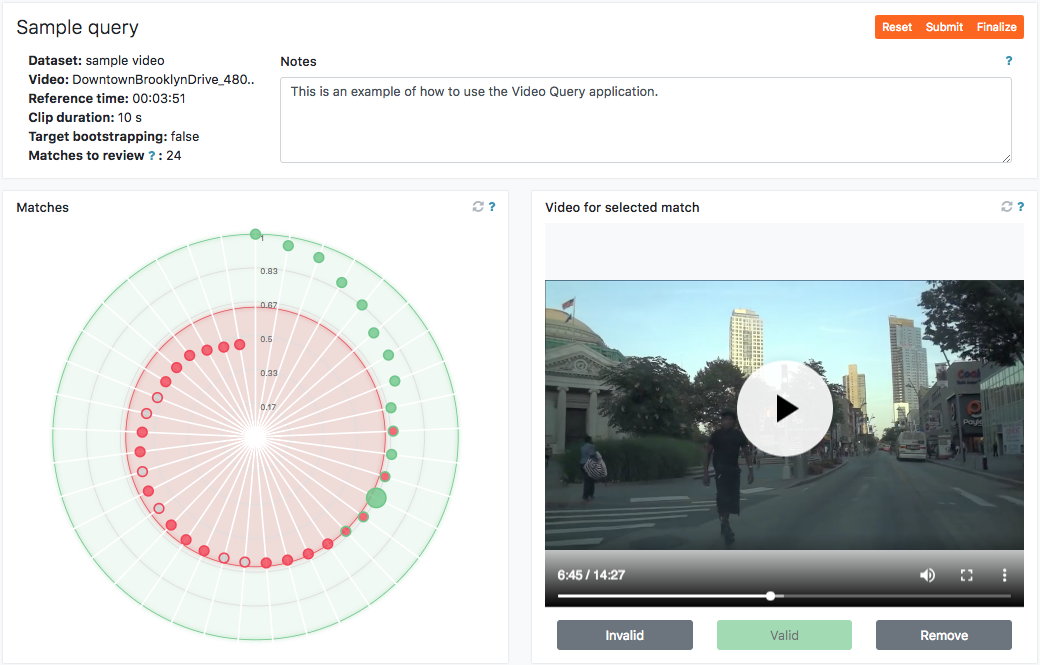 Sample query
Reset Submit Finalize
Dataset: sample video
Video: DowntownBrooklynDrive_480..
Reference time: 00:03:51
Clip duration: 10 s
Target bootstrapping: false
Matches to review ? : 24
Notes
?
This is an example of how to use the Video Query application.
Matches
?
1
0.83
0.67
0.5
0.33
0.17
Video for selected match
?
6:45 / 14:27
Invalid Valid Remove